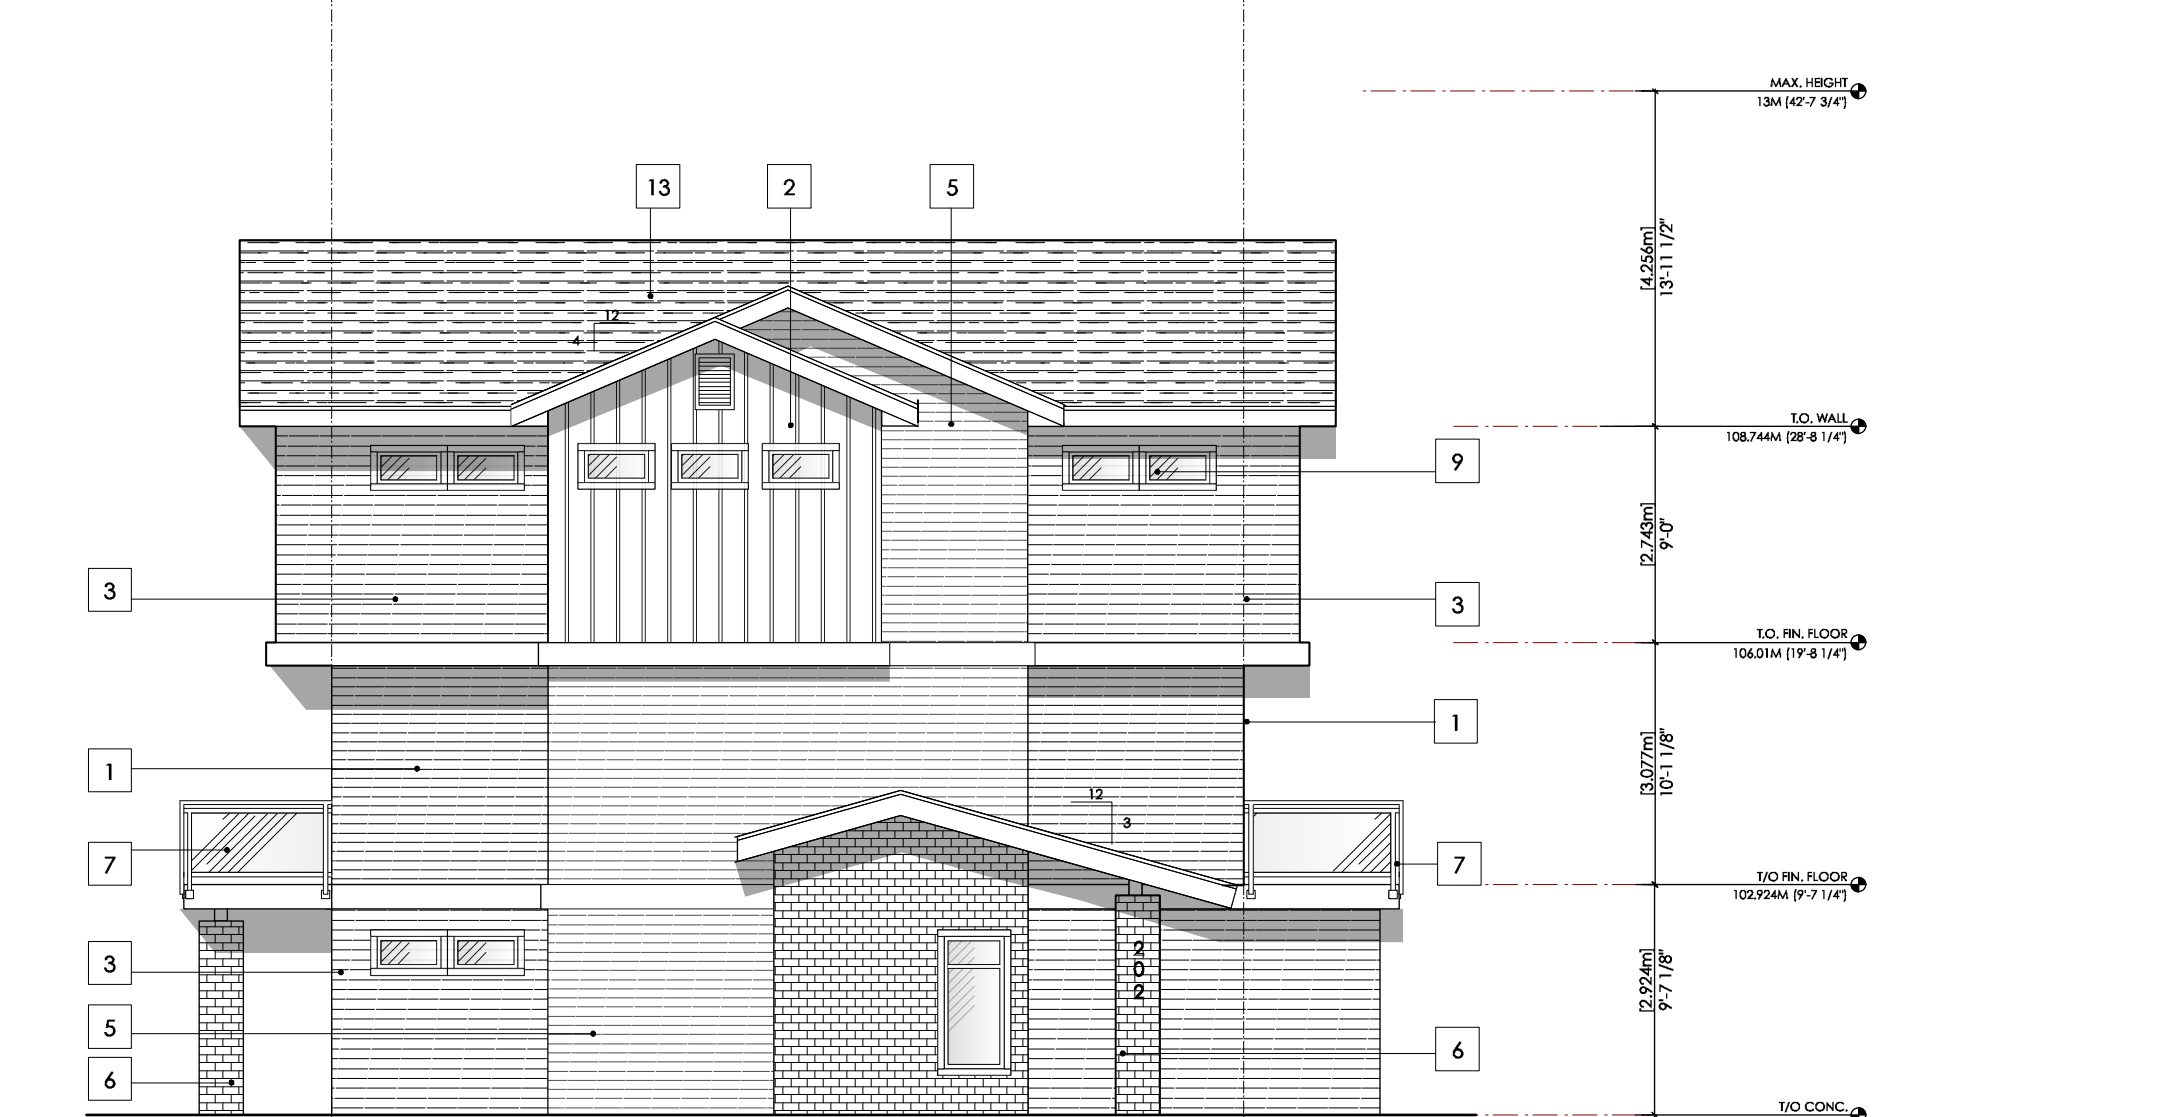 MAX. HEIGHT
13M (42'-7 3/4")
13
2
5
[4.256m]
13'-11 1/2"
12
4
T.O. WALL
108.744M (28'-8 1/4")
9
[2.743m]
9'-0"
3
3
T.O. FIN. FLOOR
106.01M (19'-8 1/4")
1
1
[3.077m]
10'-1 1/8"
12
3
7
7
T/O FIN. FLOOR
102.924M (9'-7 1/4")
3
202
[2.924m]
9'-7 1/8"
5
6
6
T/O CONC.